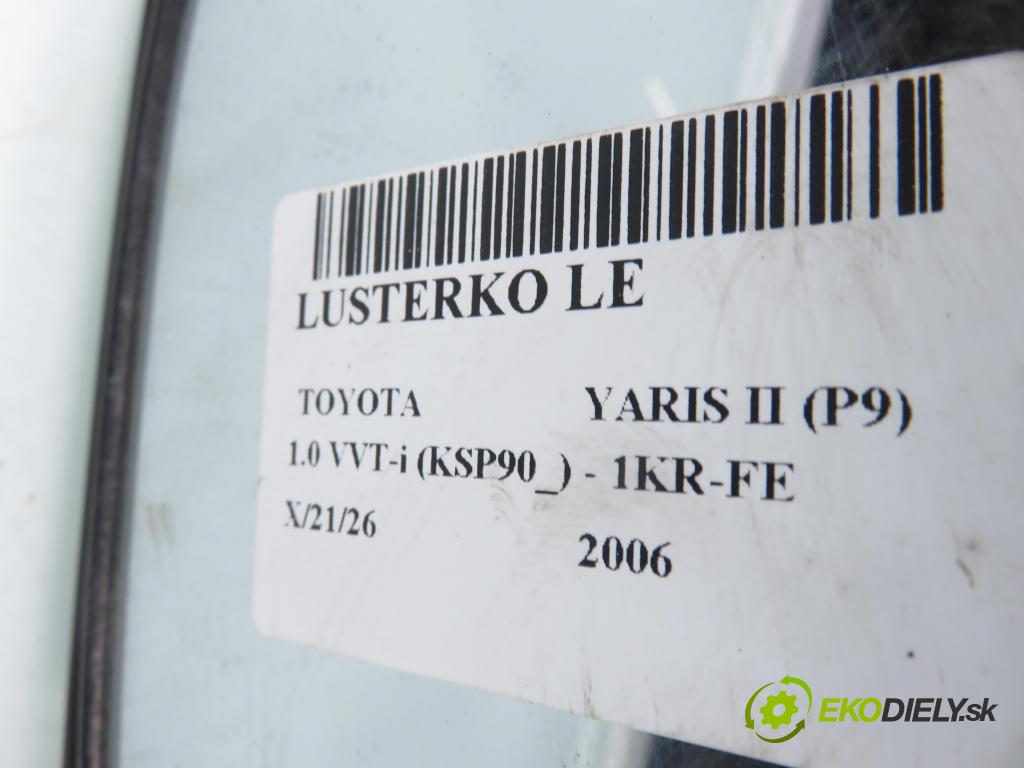 LUSTERKO LE
TOYOTA YARIS II (P9)
1.0 VVT-i (KSP90_) - 1KR-FE
X/21/26
2006
EKODIELY.sk